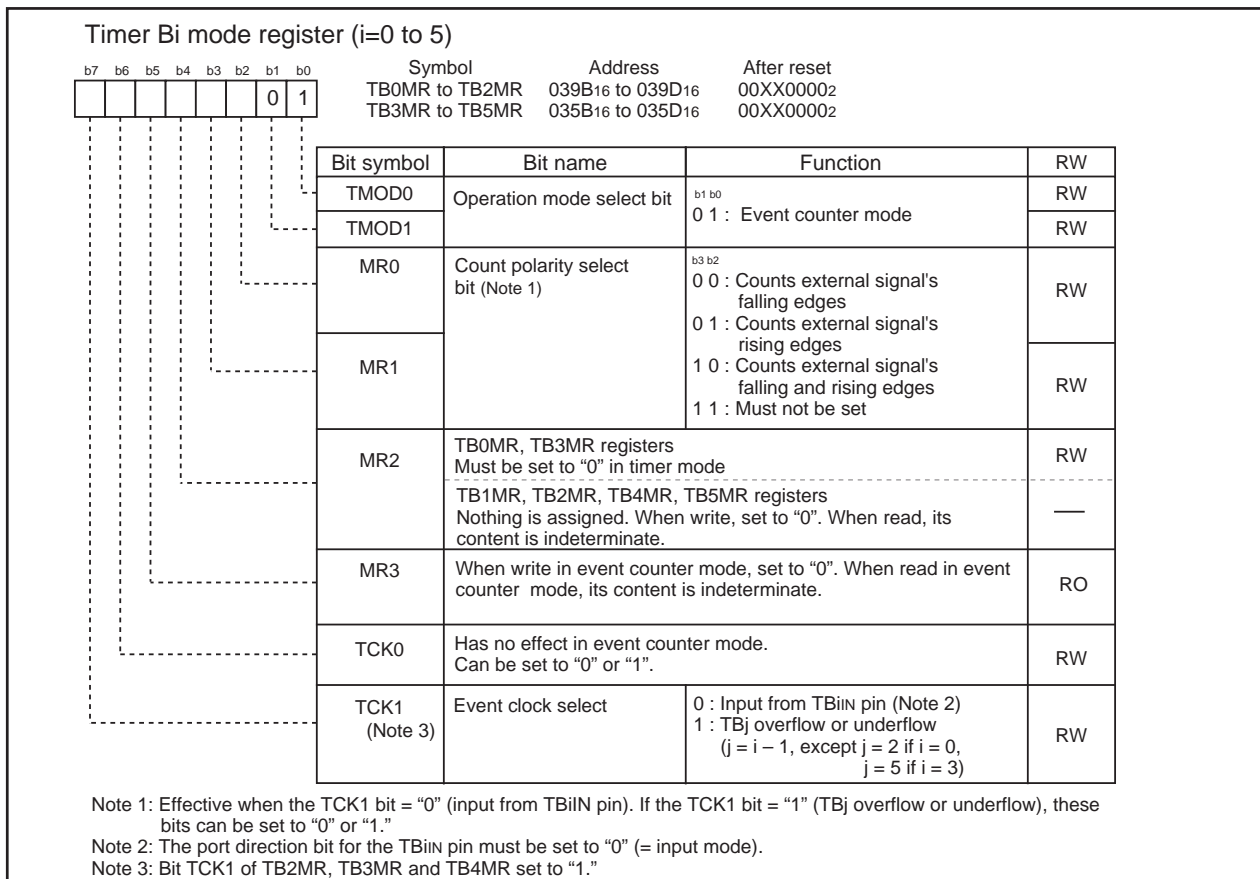 Timer Bi mode register (i=0 to 5)
b7 b6 b5 b4 b3 b2 b1 b0
0 1
Symbol Address After reset
TB0MR to TB2MR 039B16 to 039D16 00XX00002
TB3MR to TB5MR 035B16 to 035D16 00XX00002
Bit symbol Bit name Function RW
TMOD0 Operation mode select bit b1 b0 RW
0 1 : Event counter mode
TMOD1 RW
MR0 Count polarity select b3 b2
bit (Note 1) 0 0 : Counts external signal's RW
falling edges
0 1 : Counts external signal's
rising edges
MR1 1 0 : Counts external signal's RW
falling and rising edges
1 1 : Must not be set
MR2 TB0MR, TB3MR registers RW
Must be set to “0” in timer mode
TB1MR, TB2MR, TB4MR, TB5MR registers
Nothing is assigned. When write, set to “0”. When read, its —
content is indeterminate.
MR3 When write in event counter mode, set to “0”. When read in event RO
counter mode, its content is indeterminate.
TCK0 Has no effect in event counter mode. RW
Can be set to “0” or “1”.
TCK1 Event clock select 0 : Input from TBiIN pin (Note 2)
(Note 3) 1 : TBj overflow or underflow RW
(j = i – 1, except j = 2 if i = 0,
j = 5 if i = 3)
Note 1: Effective when the TCK1 bit = “0” (input from TBiIN pin). If the TCK1 bit = “1” (TBj overflow or underflow), these
bits can be set to “0” or “1.”
Note 2: The port direction bit for the TBiIN pin must be set to “0” (= input mode).
Note 3: Bit TCK1 of TB2MR, TB3MR and TB4MR set to “1.”